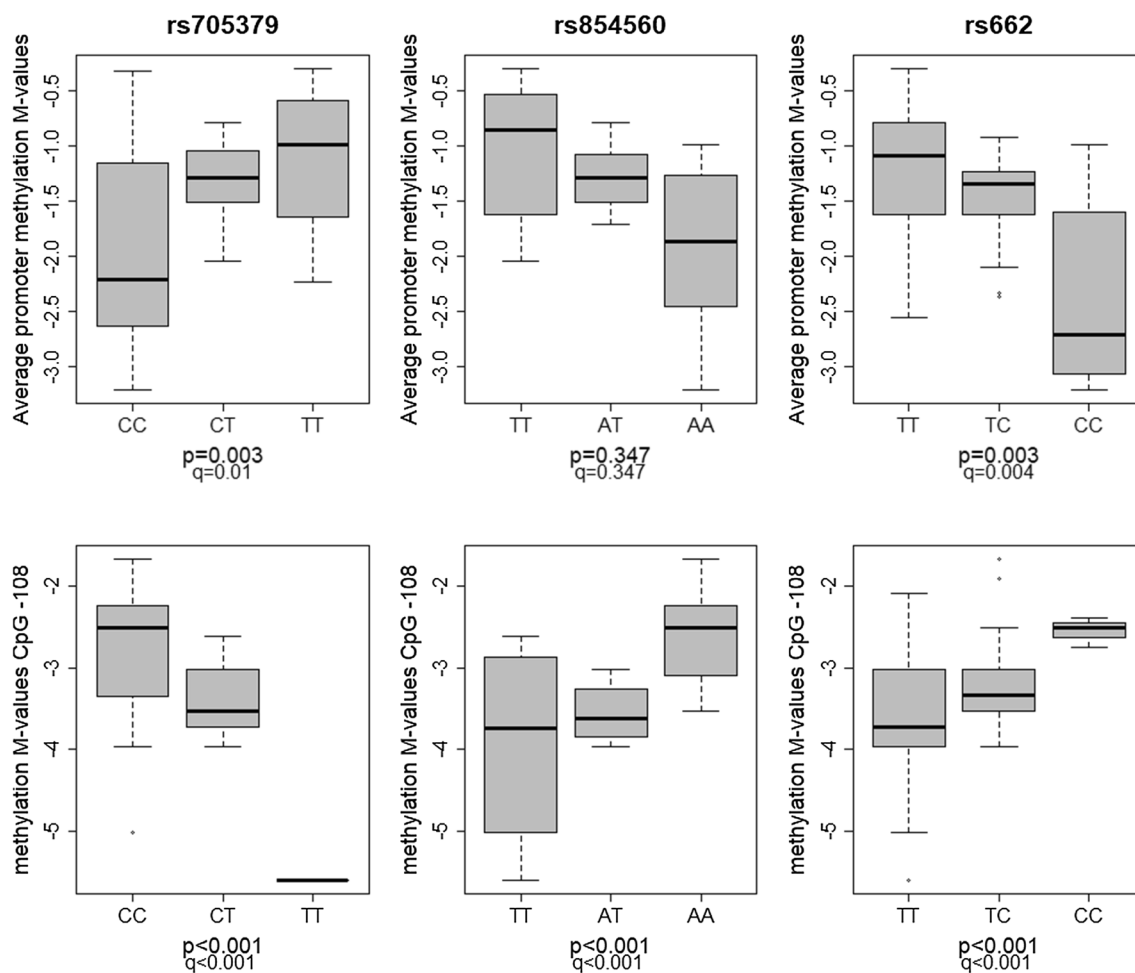 rs705379
rs854560
rs662
Average promoter methylation M-values
-0.5
-1.0
-1.5
-2.0
-2.5
-3.0
CC CT TT
p=0.003
q=0.01
Average promoter methylation M-values
-0.5
-1.0
-1.5
-2.0
-2.5
-3.0
TT AT AA
p=0.347
q=0.347
Average promoter methylation M-values
-0.5
-1.0
-1.5
-2.0
-2.5
-3.0
TT TC CC
p=0.003
q=0.004
methylation M-values CpG -108
-2
-3
-4
-5
CC CT TT
p<0.001
q<0.001
methylation M-values CpG -108
-2
-3
-4
-5
TT AT AA
p<0.001
q<0.001
methylation M-values CpG -108
-2
-3
-4
-5
TT TC CC
p<0.001
q<0.001